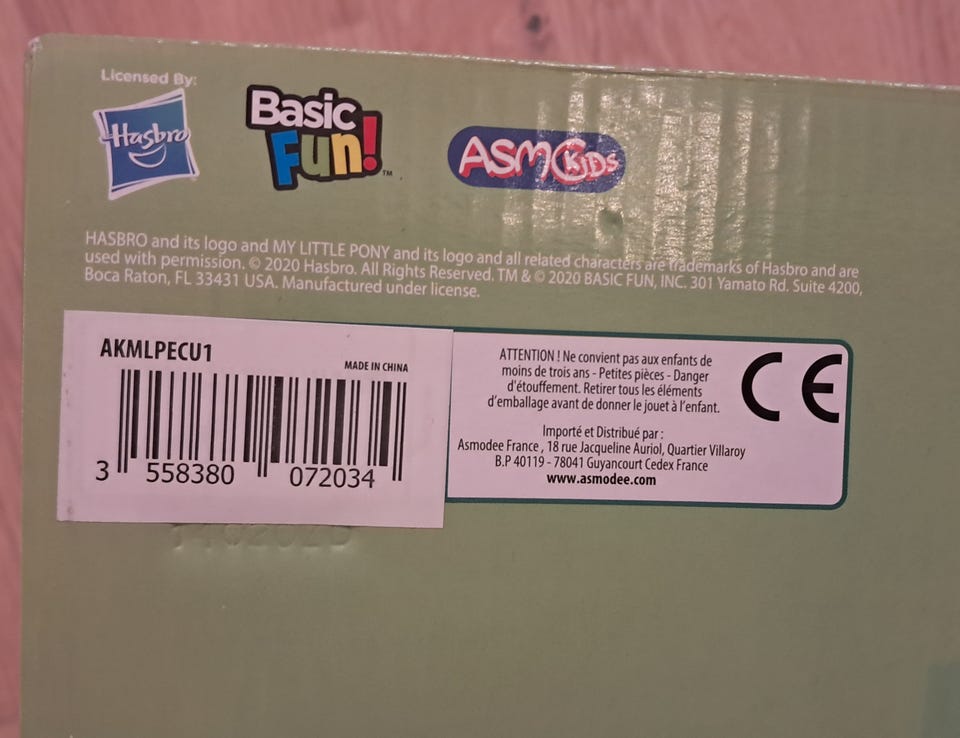 Licensed By:
Hasbro
Basic
Fun!™
ASMOKIDS
HASBRO and its logo and MY LITTLE PONY and its logo and all related characters are trademarks of Hasbro and are
used with permission. © 2020 Hasbro. All Rights Reserved. TM & © 2020 BASIC FUN, INC. 301 Yamato Rd. Suite 4200,
Boca Raton, FL 33431 USA. Manufactured under license.
AKMLPECU1
MADE IN CHINA
3 558380 072034
ATTENTION ! Ne convient pas aux enfants de
moins de trois ans - Petites pièces - Danger
d'étouffement. Retirer tous les éléments
d'emballage avant de donner le jouet à l'enfant.
CE
Importé et Distribué par :
Asmodee France , 18 rue Jacqueline Auriol, Quartier Villaroy
B.P 40119 - 78041 Guyancourt Cedex France
www.asmodee.com